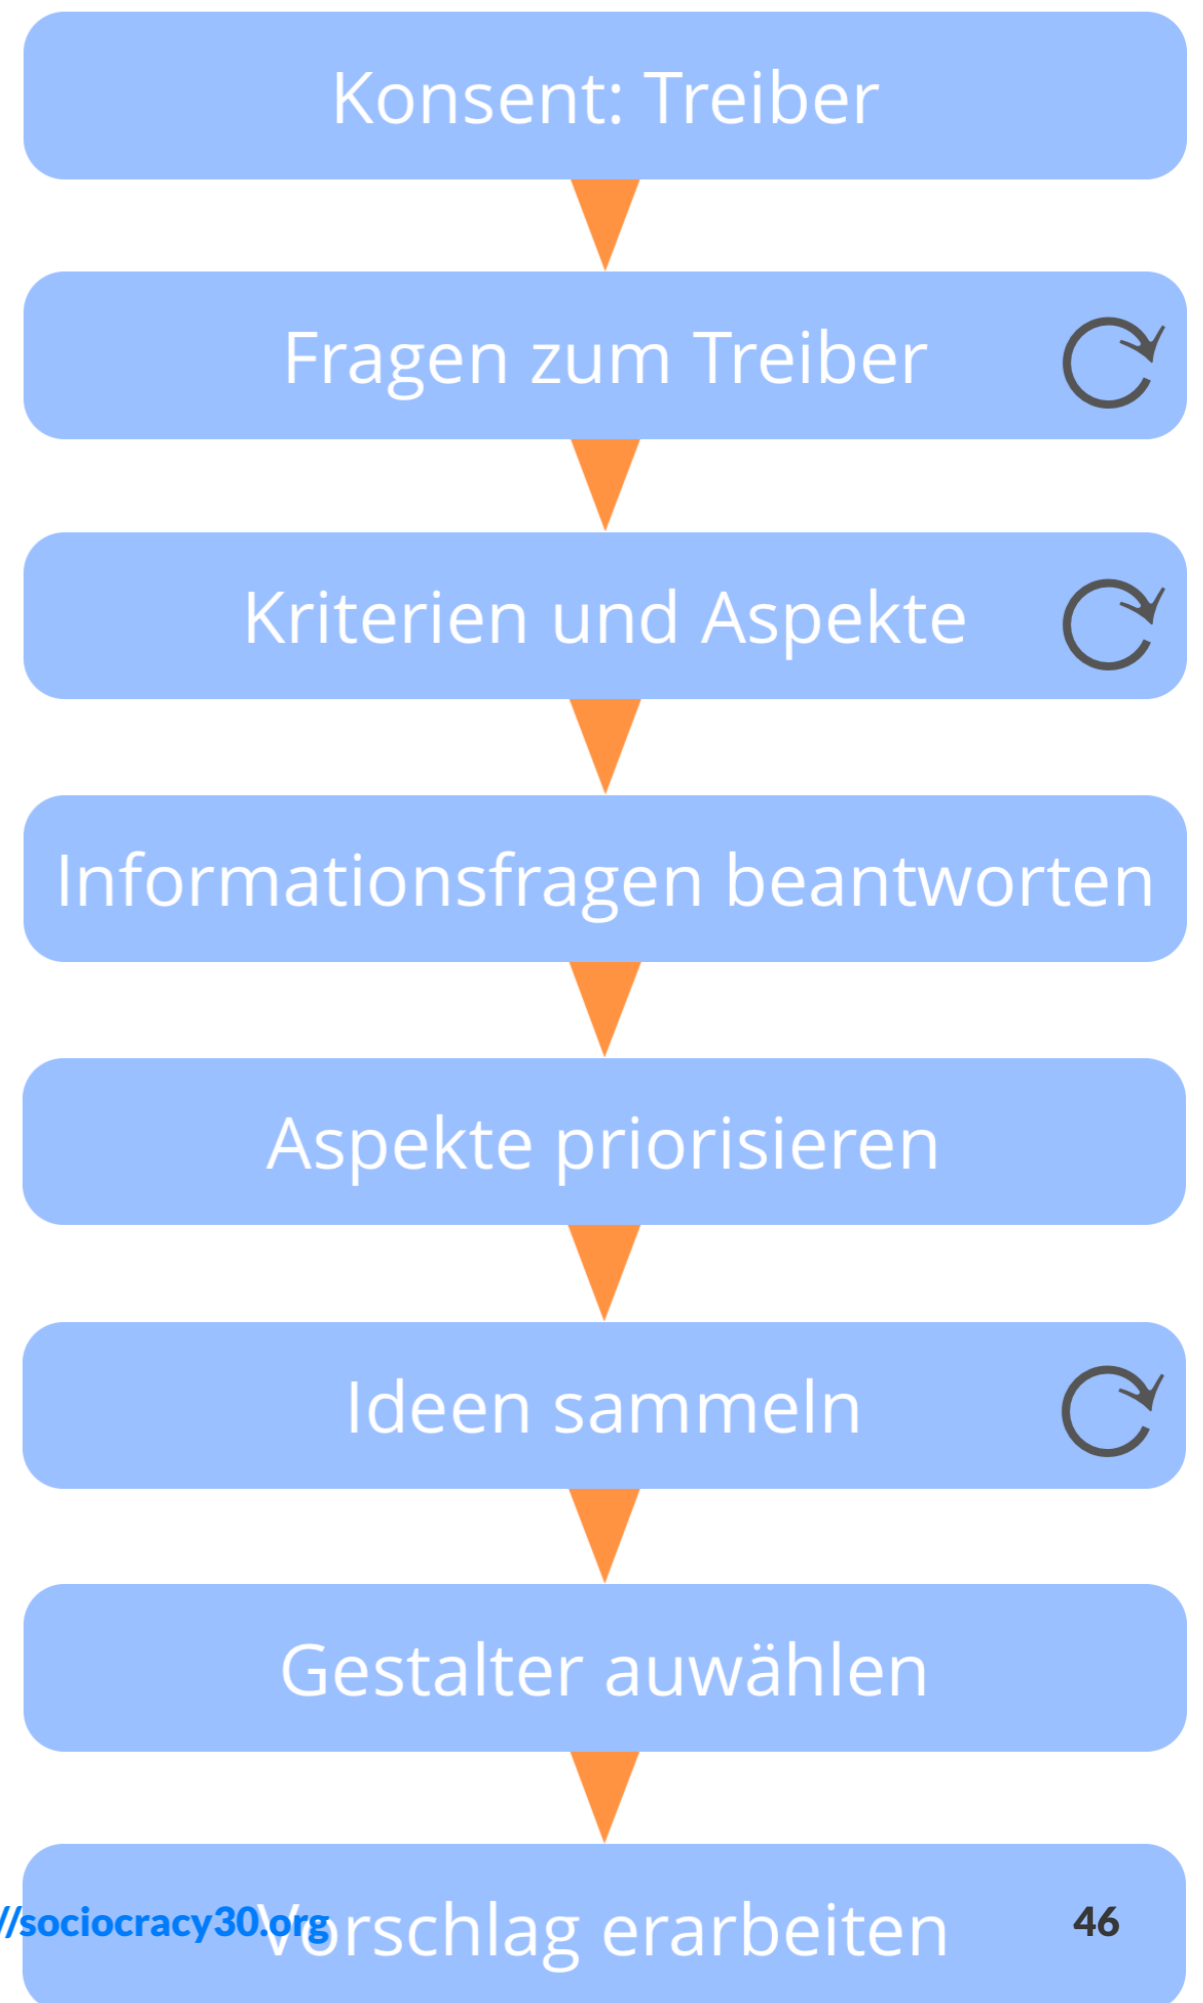 Konsent: Treiber
Fragen zum Treiber
Kriterien und Aspekte
Informationsfragen beantworten
Aspekte priorisieren
Ideen sammeln
Gestalter auwählen
Vorschlag erarbeiten
//sociocracy30.org
46